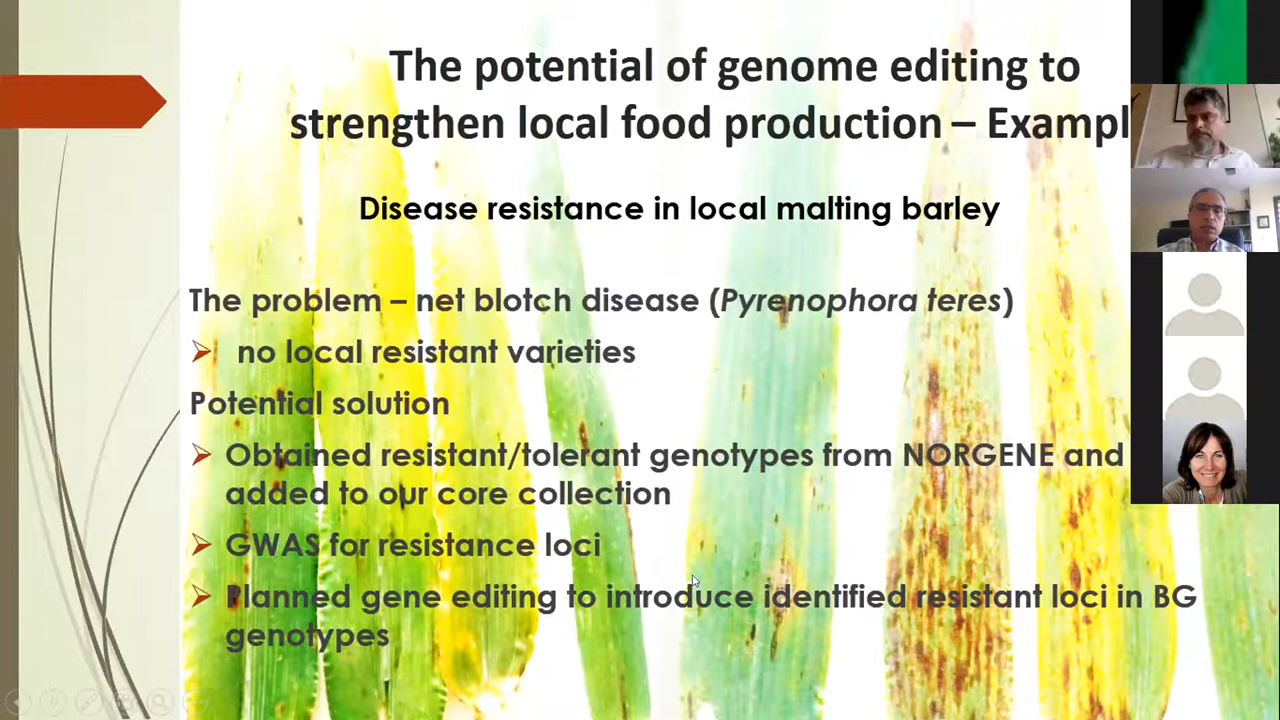 The potential of genome editing to
strengthen local food production – Exampl
Disease resistance in local malting barley
The problem – net blotch disease (Pyrenophora teres)
no local resistant varieties
Potential solution
Obtained resistant/tolerant genotypes from NORGENE and
added to our core collection
GWAS for resistance loci
Planned gene editing to introduce identified resistant loci in BG
genotypes